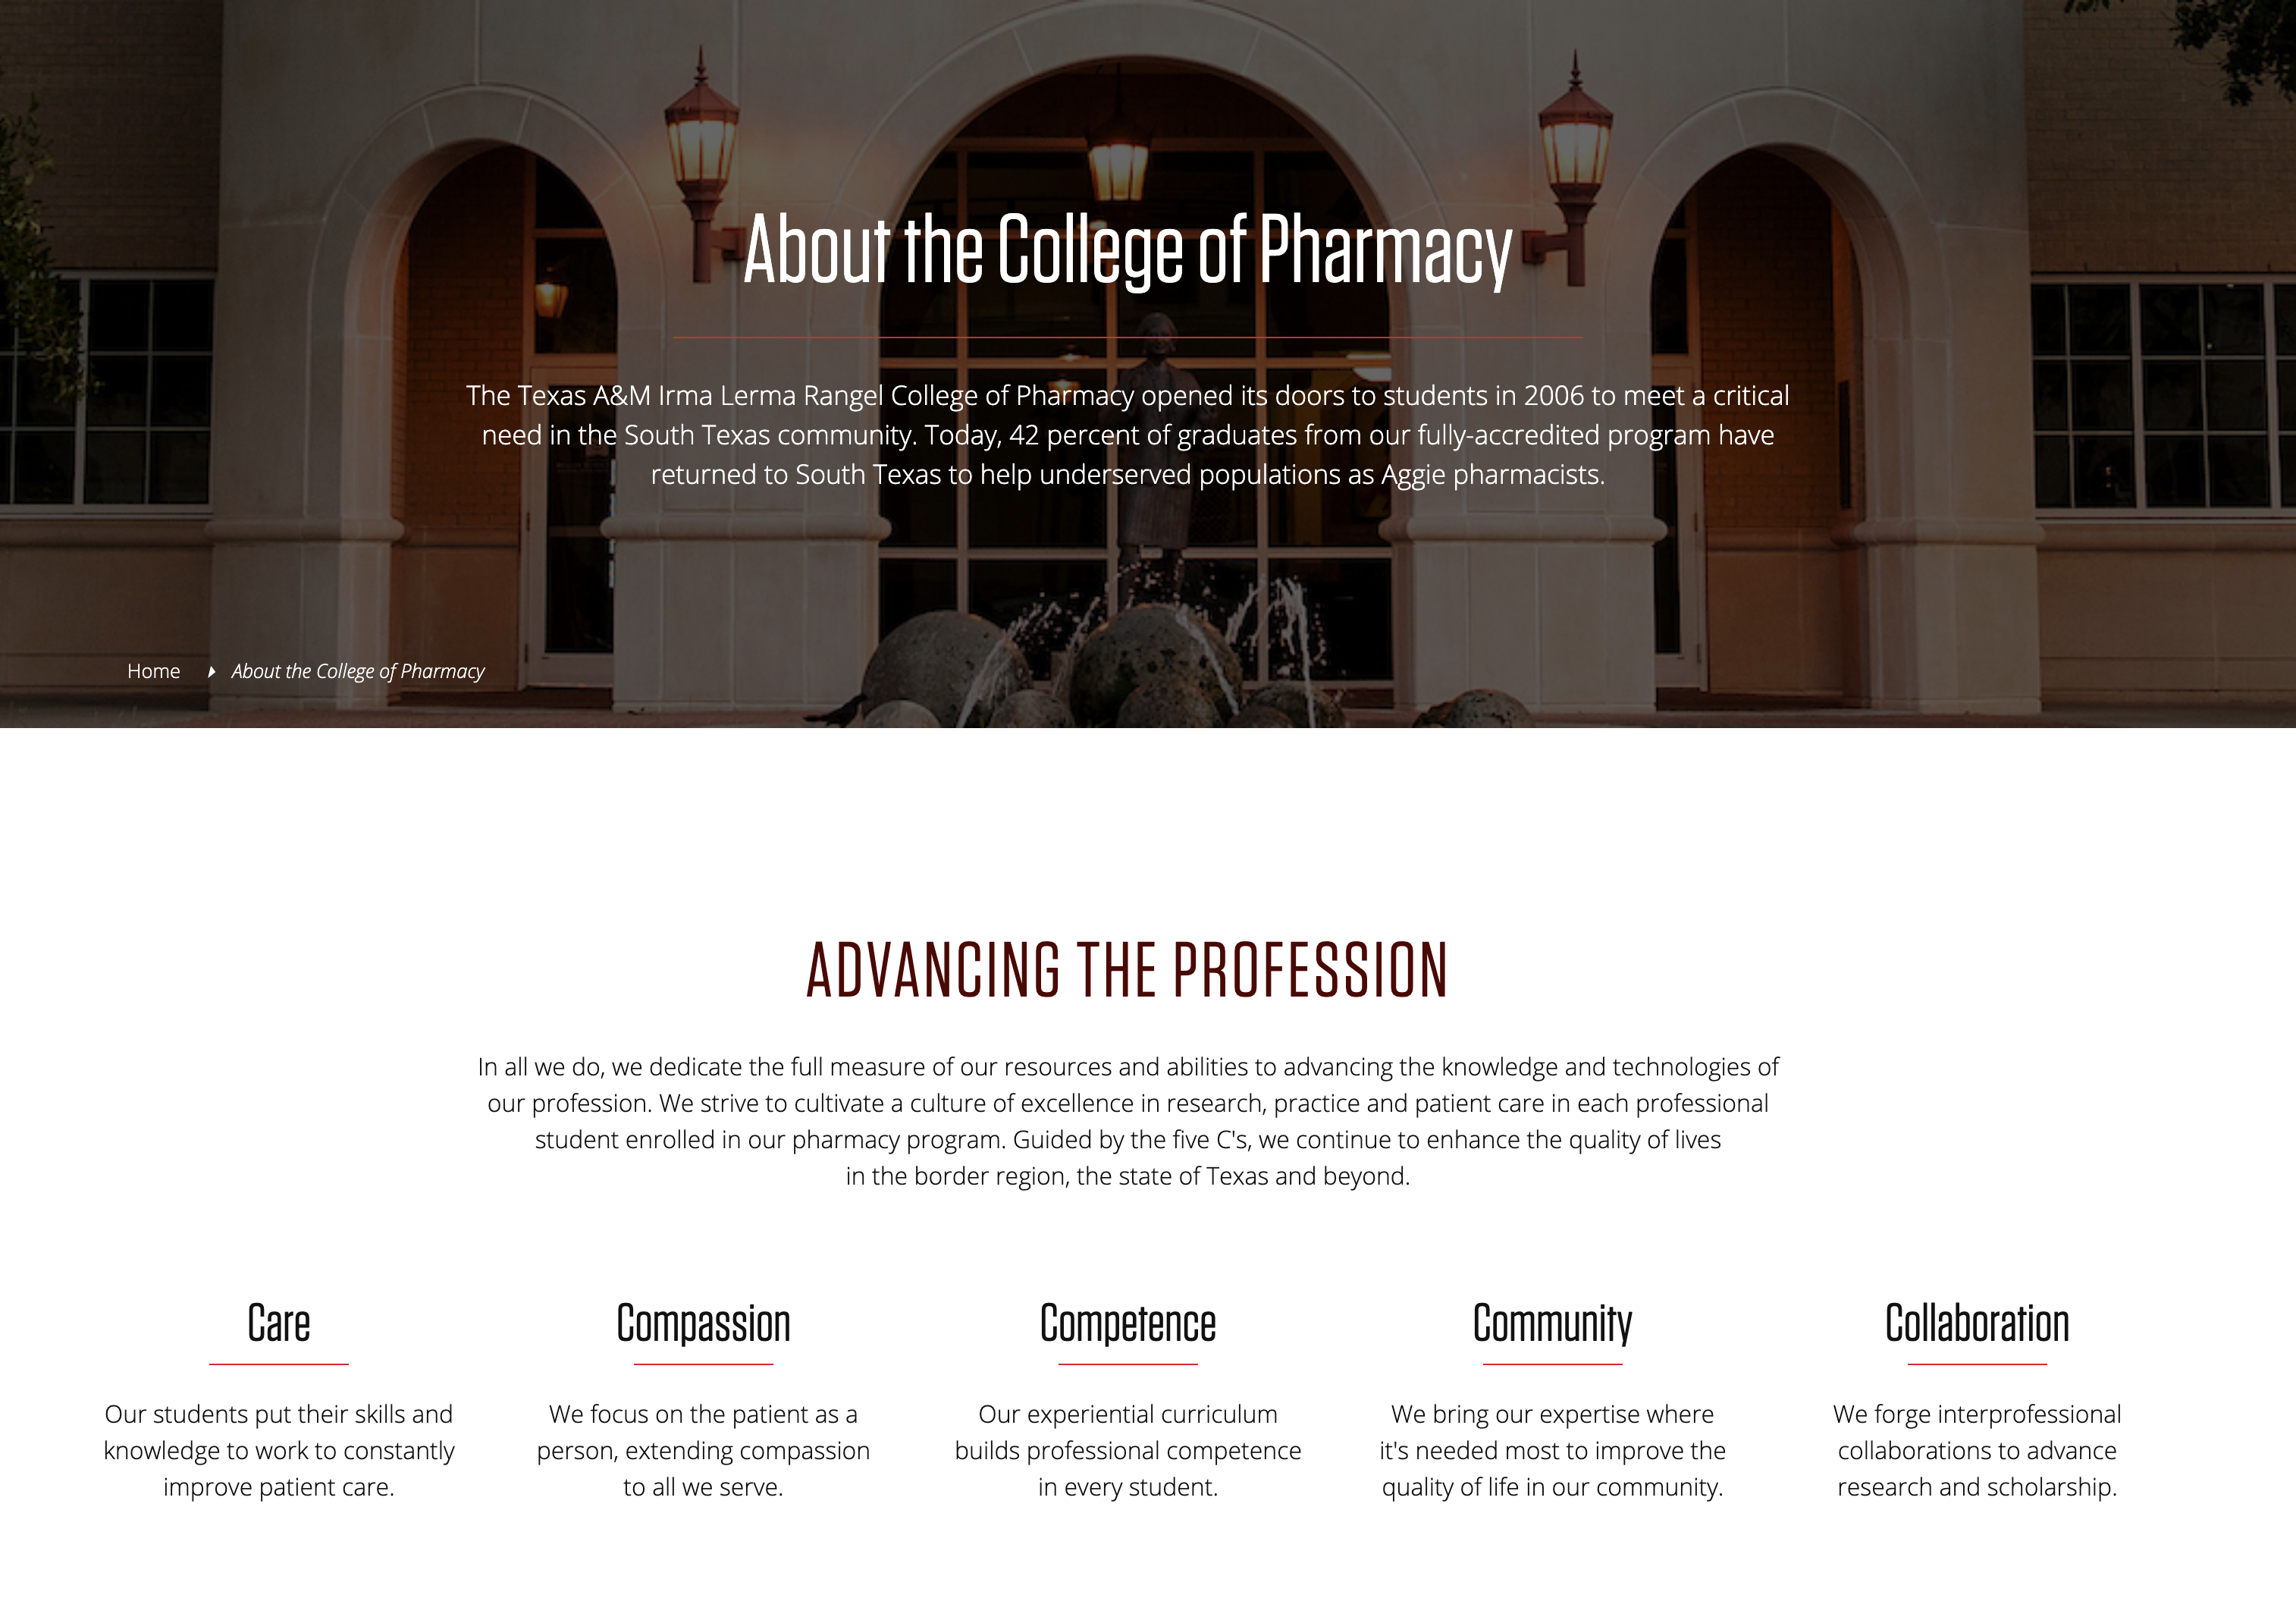 About the College of Pharmacy
The Texas A&M Irma Lerma Rangel College of Pharmacy opened its doors to students in 2006 to meet a critical
need in the South Texas community. Today, 42 percent of graduates from our fully-accredited program have
returned to South Texas to help underserved populations as Aggie pharmacists.
Home About the College of Pharmacy
ADVANCING THE PROFESSION
In all we do, we dedicate the full measure of our resources and abilities to advancing the knowledge and technologies of
our profession. We strive to cultivate a culture of excellence in research, practice and patient care in each professional
student enrolled in our pharmacy program. Guided by the five C's, we continue to enhance the quality of lives
in the border region, the state of Texas and beyond.
Care
Our students put their skills and
knowledge to work to constantly
improve patient care.
Compassion
We focus on the patient as a
person, extending compassion
to all we serve.
Competence
Our experiential curriculum
builds professional competence
in every student.
Community
We bring our expertise where
it's needed most to improve the
quality of life in our community.
Collaboration
We forge interprofessional
collaborations to advance
research and scholarship.